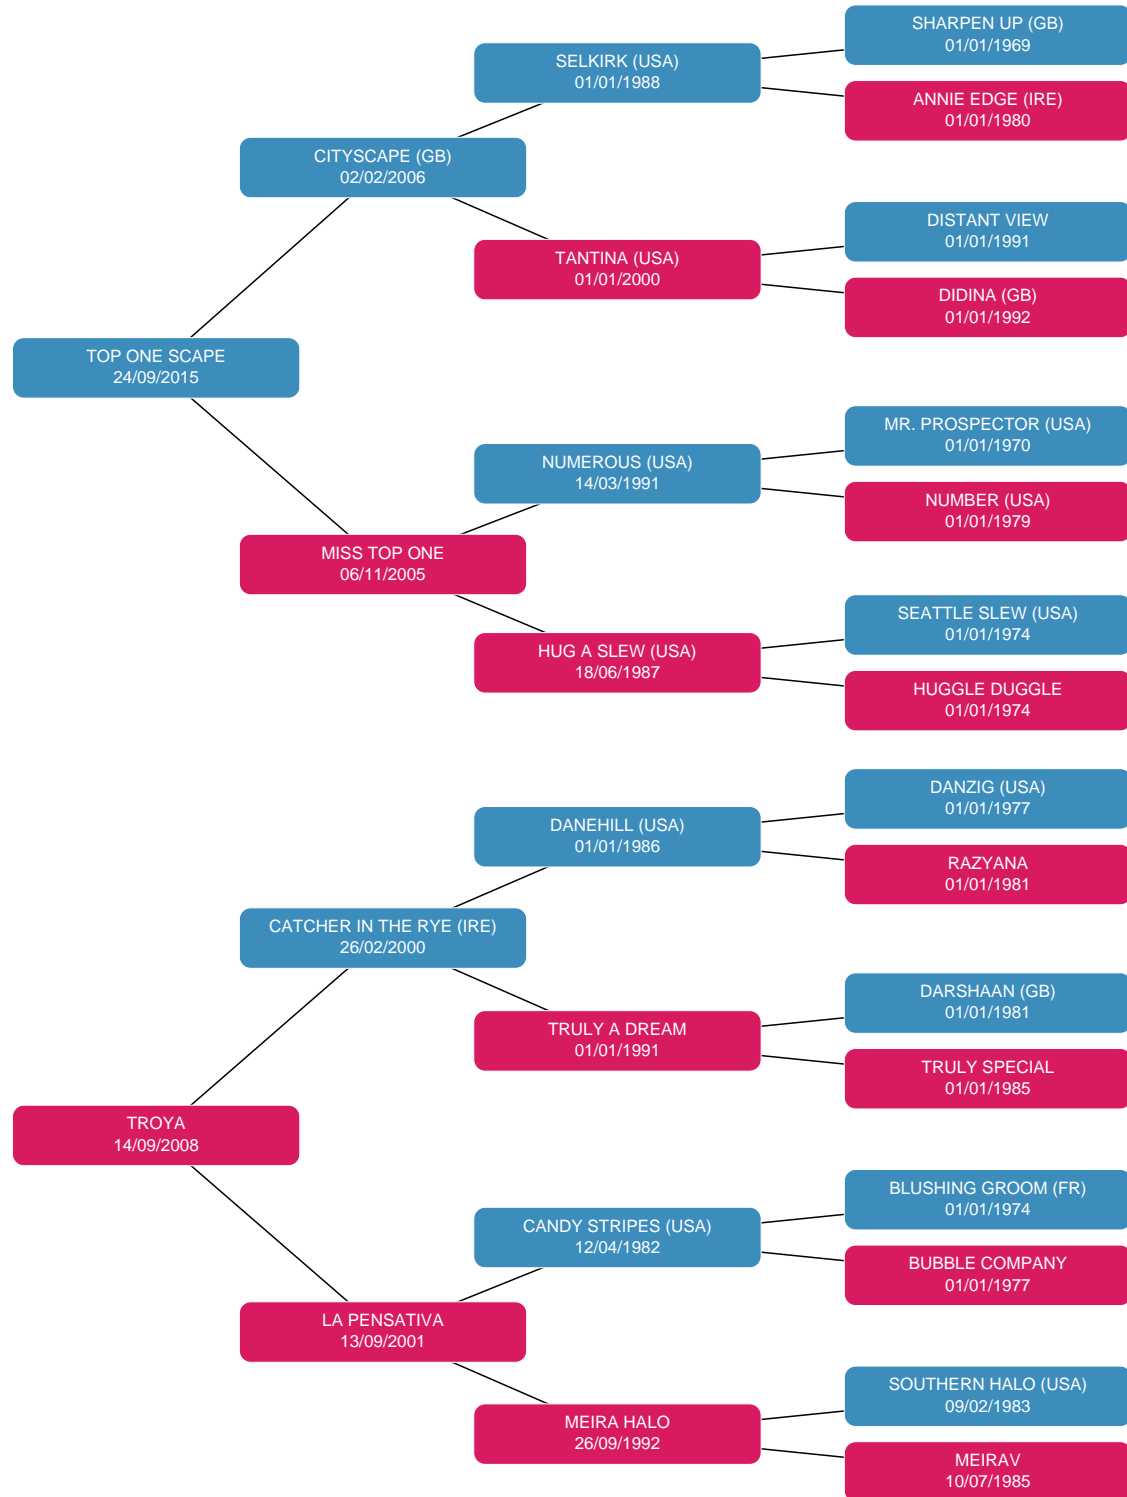 SHARPEN UP (GB)
01/01/1969
SELKIRK (USA)
01/01/1988
ANNIE EDGE (IRE)
01/01/1980
CITYSCAPE (GB)
02/02/2006
DISTANT VIEW
01/01/1991
TANTINA (USA)
01/01/2000
DIDINA (GB)
01/01/1992
TOP ONE SCAPE
24/09/2015
MR. PROSPECTOR (USA)
01/01/1970
NUMEROUS (USA)
14/03/1991
NUMBER (USA)
01/01/1979
MISS TOP ONE
06/11/2005
SEATTLE SLEW (USA)
01/01/1974
HUG A SLEW (USA)
18/06/1987
HUGGLE DUGGLE
01/01/1974
DANZIG (USA)
01/01/1977
DANEHILL (USA)
01/01/1986
RAZYANA
01/01/1981
CATCHER IN THE RYE (IRE)
26/02/2000
DARSHAAN (GB)
01/01/1981
TRULY A DREAM
01/01/1991
TRULY SPECIAL
01/01/1985
TROYA
14/09/2008
BLUSHING GROOM (FR)
01/01/1974
CANDY STRIPES (USA)
12/04/1982
BUBBLE COMPANY
01/01/1977
LA PENSATIVA
13/09/2001
SOUTHERN HALO (USA)
09/02/1983
MEIRA HALO
26/09/1992
MEIRAV
10/07/1985